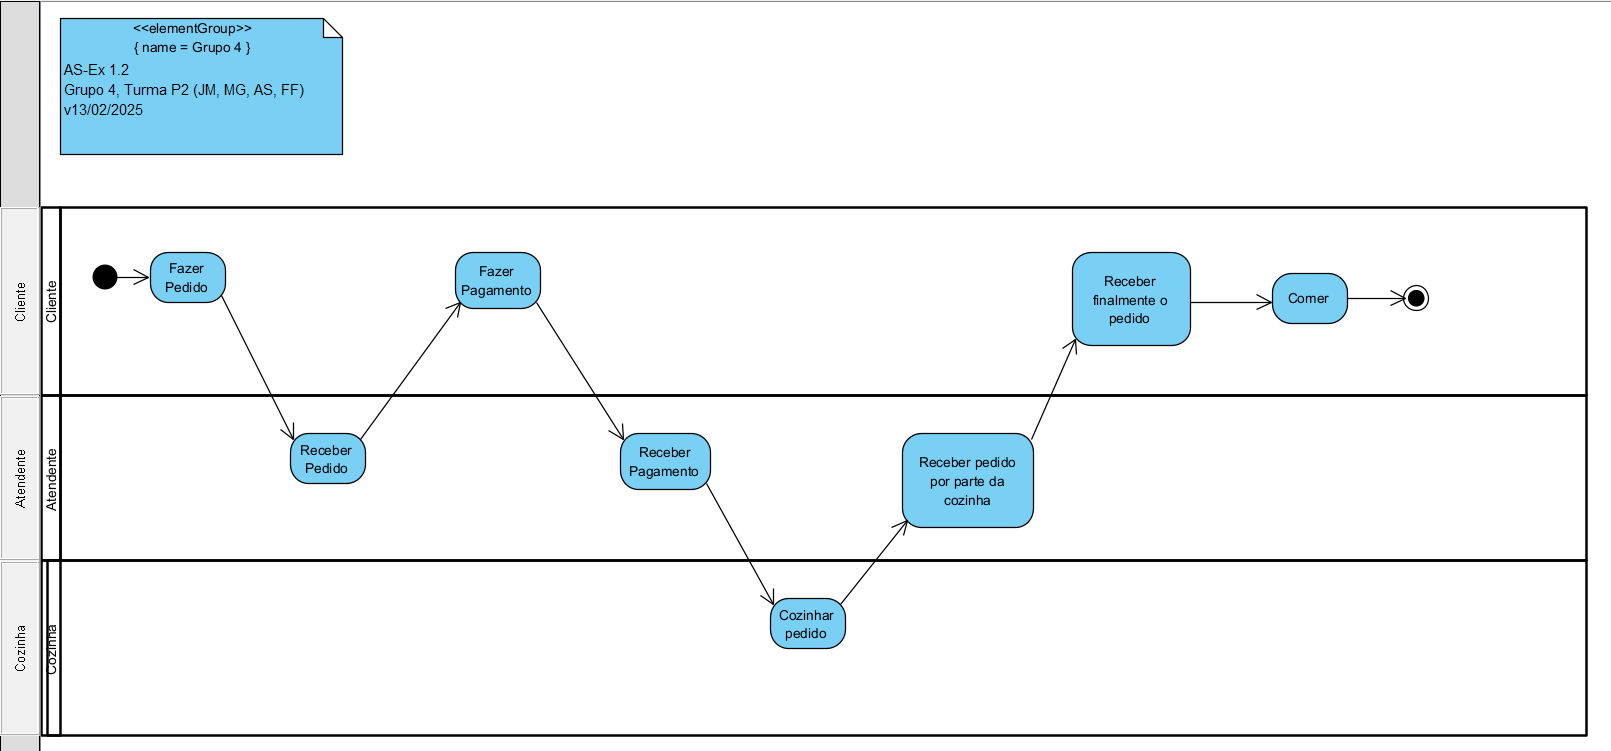 <<elementGroup>>
{ name = Grupo 4 }
AS-Ex 1.2
Grupo 4, Turma P2 (JM, MG, AS, FF)
v13/02/2025
Cliente
Cliente
Fazer
Pedido
Fazer
Pagamento
Receber
finalmente o
pedido
Comer
Atendente
Atendente
Receber
Pedido
Receber
Pagamento
Receber pedido
por parte da
cozinha
Cozinha
Cozinha
Cozinhar
pedido